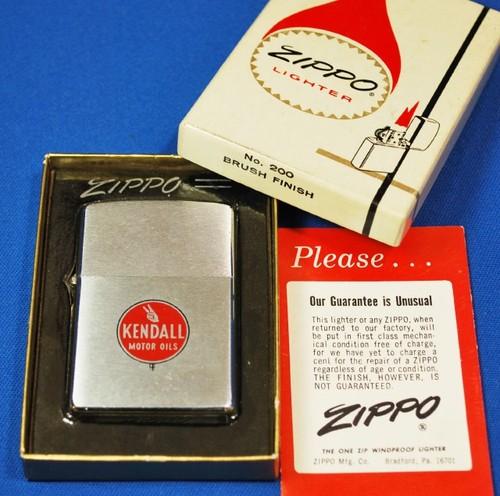 ZIPPO®
LIGHTER
No. 200
BRUSH FINISH
ZIPPO
KENDALL
MOTOR OILS
Please...
Our Guarantee is Unusual
This lighter or any ZIPPO, when
returned to our factory, will
be put in first class mechan-
ical condition free of charge,
for we have yet to charge a
cent for the repair of a ZIPPO
regardless of age or condition.
THE FINISH, HOWEVER, IS
NOT GUARANTEED.
ZIPPO®
THE ONE ZIP WINDPROOF LIGHTER
ZIPPO Mfg. Co. Bradford, Pa. 16701